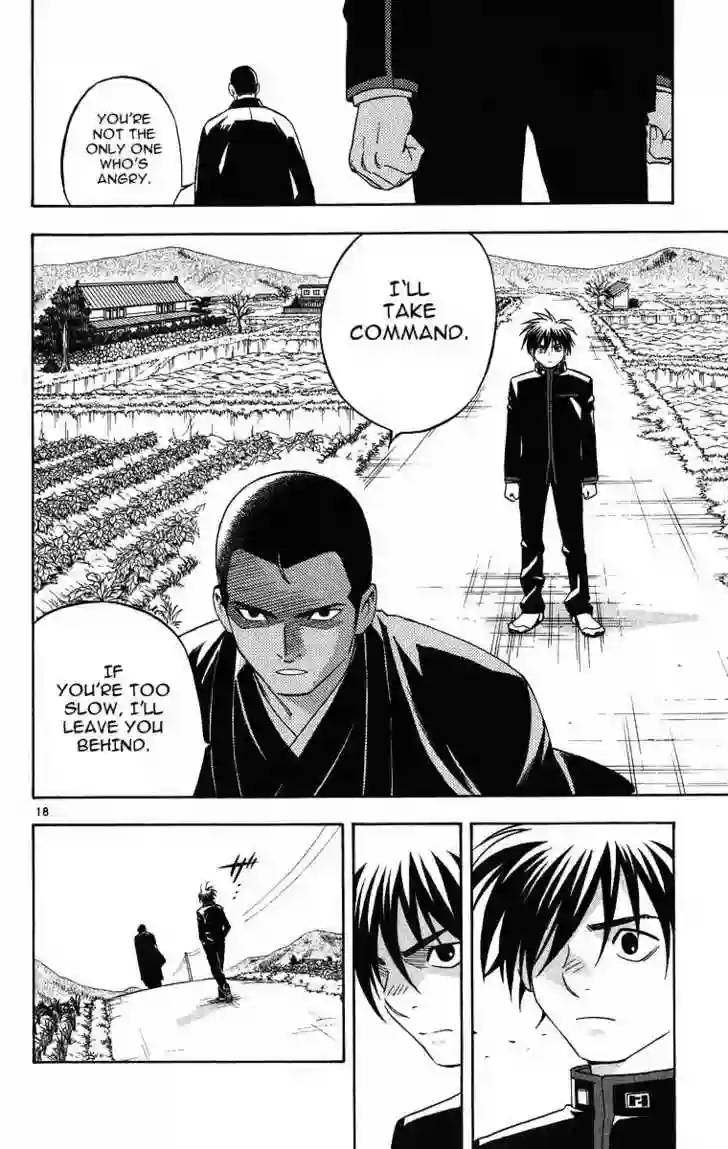 YOU'RE
NOT THE
ONLY ONE
WHO'S
ANGRY.
I'LL
TAKE
COMMAND.
IF
YOU'RE TOO
SLOW, I'LL
LEAVE YOU
BEHIND.
18